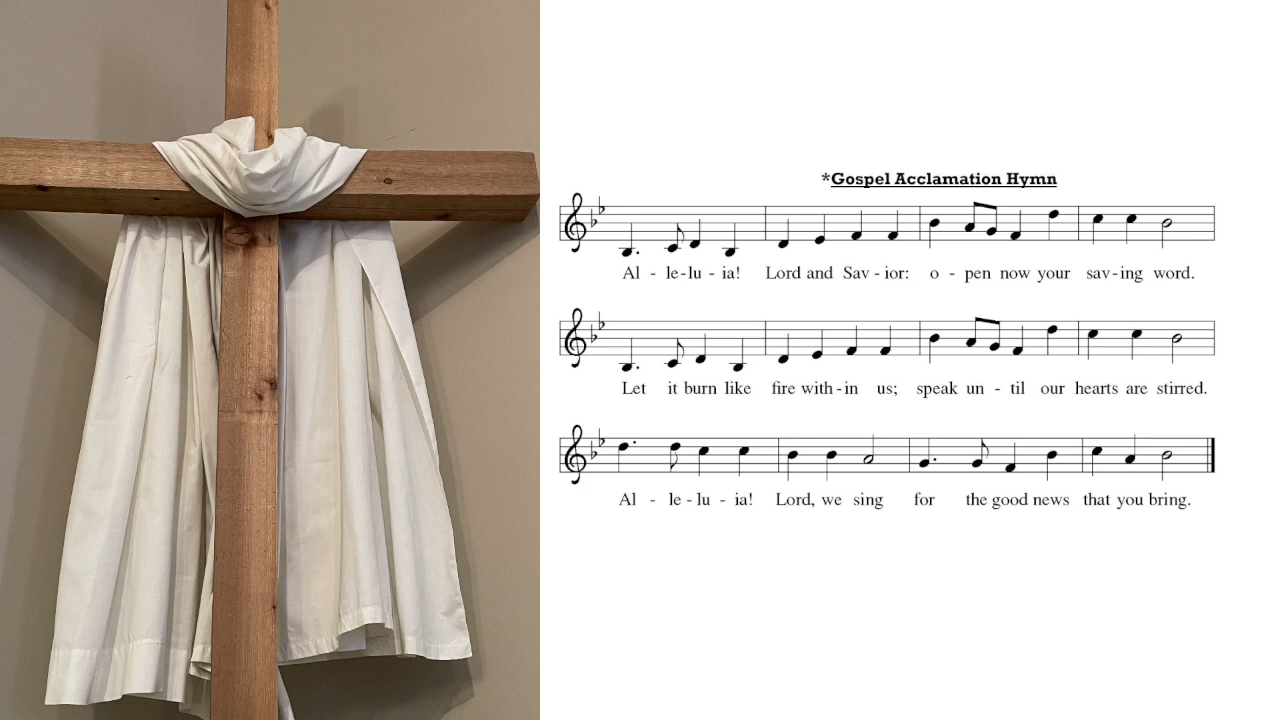 *Gospel Acclamation Hymn
Al - le - lu - ia! Lord and Sav - ior: o - pen now your sav - ing word.
Let it burn like fire with - in us; speak un - til our hearts are stirred.
Al - le - lu - ia! Lord, we sing for the good news that you bring.